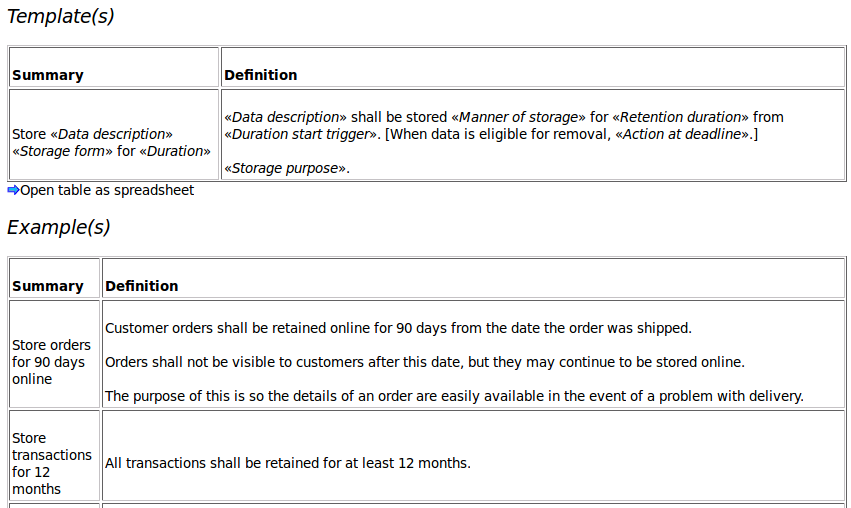 Template(s)
Summary
Definition
Store «Data description»
«Storage form» for «Duration»
«Data description» shall be stored «Manner of storage» for «Retention duration» from
«Duration start trigger». [When data is eligible for removal, «Action at deadline».]
«Storage purpose».
Open table as spreadsheet
Example(s)
Summary
Definition
Store orders
for 90 days
online
Customer orders shall be retained online for 90 days from the date the order was shipped.
Orders shall not be visible to customers after this date, but they may continue to be stored online.
The purpose of this is so the details of an order are easily available in the event of a problem with delivery.
Store
transactions
for 12
months
All transactions shall be retained for at least 12 months.